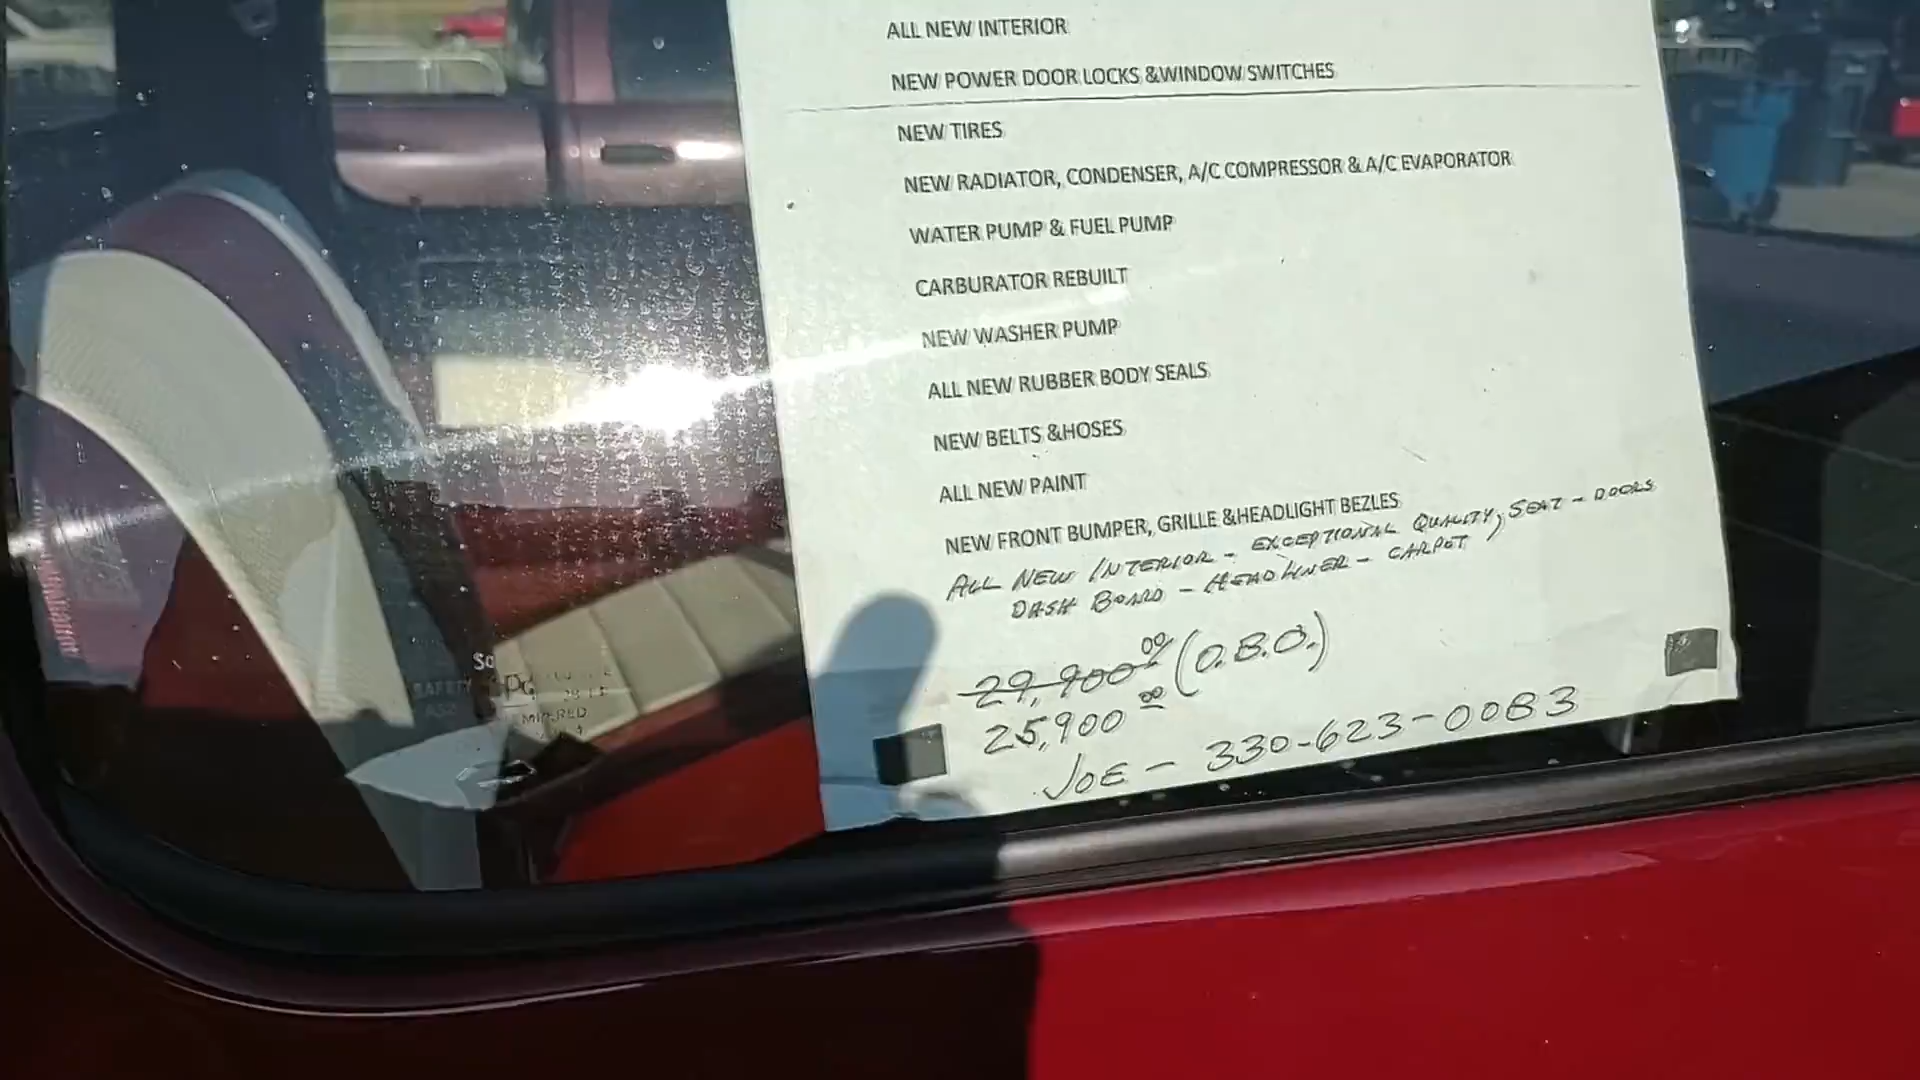 ALL NEW INTERIOR
NEW POWER DOOR LOCKS &WINDOW SWITCHES
NEW TIRES
NEW RADIATOR, CONDENSER, A/C COMPRESSOR & A/C EVAPORATOR
WATER PUMP & FUEL PUMP
CARBURATOR REBUILT
NEW WASHER PUMP
ALL NEW RUBBER BODY SEALS
NEW BELTS &HOSES
ALL NEW PAINT
NEW FRONT BUMPER, GRILLE &HEADLIGHT BEZLES
ALL NEW INTERIOR - EXCEPTIONAL QUALITY, SEAT - DOORS
DASH BOARD - HEADLINER - CARPET
29,900.00 (O.B.O.)
25,900.00
JOE - 330-623-0083
SAFETY